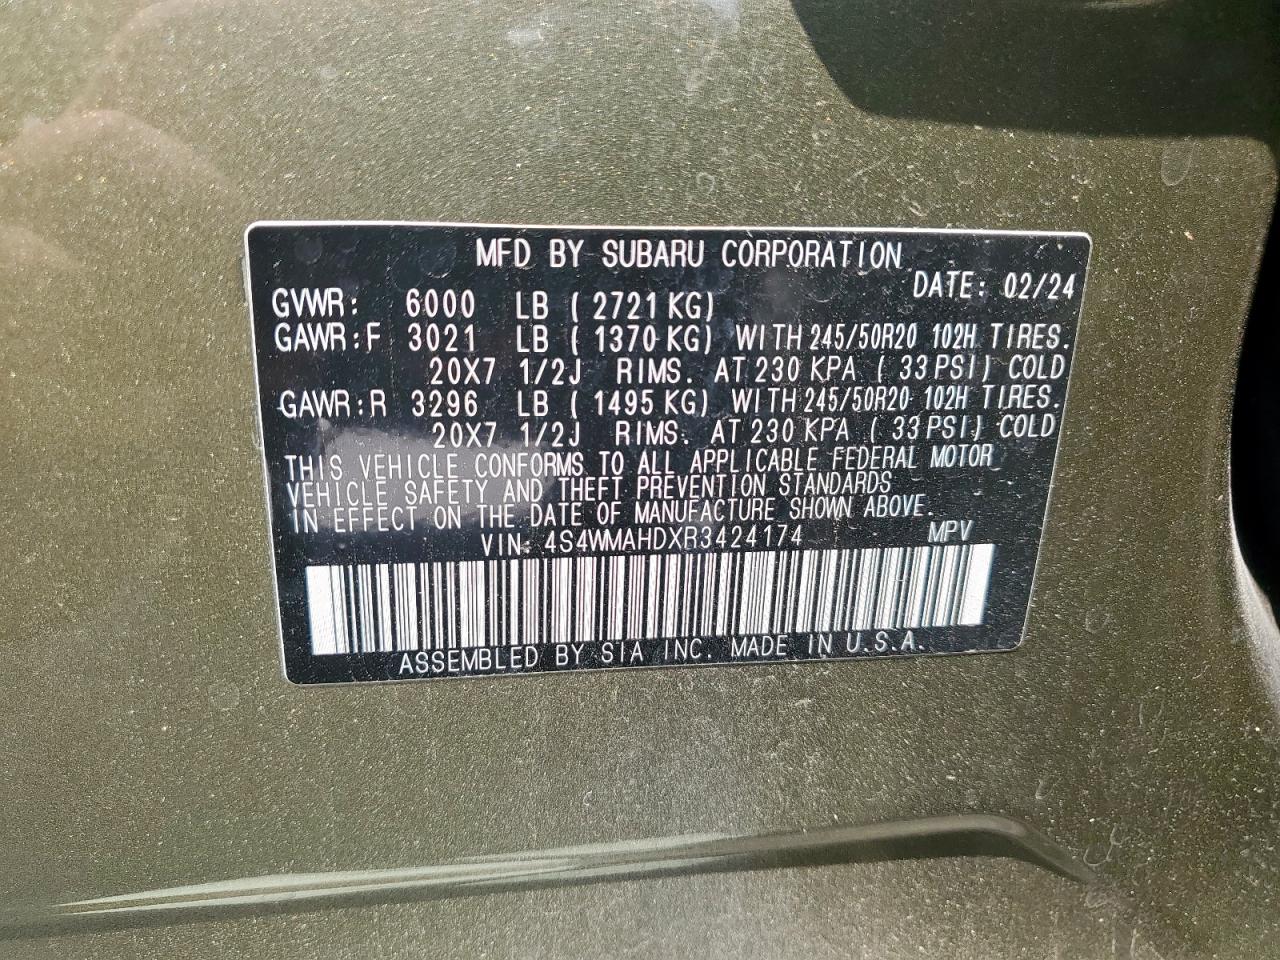 MFD BY SUBARU CORPORATION
DATE: 02/24
GVWR: 6000 LB ( 2721 KG)
GAWR:F 3021 LB ( 1370 KG) WITH 245/50R20 102H TIRES.
20X7 1/2J RIMS. AT 230 KPA ( 33 PSI) COLD
GAWR:R 3296 LB ( 1495 KG) WITH 245/50R20 102H TIRES.
20X7 1/2J RIMS. AT 230 KPA ( 33 PSI) COLD
THIS VEHICLE CONFORMS TO ALL APPLICABLE FEDERAL MOTOR
VEHICLE SAFETY AND THEFT PREVENTION STANDARDS
IN EFFECT ON THE DATE OF MANUFACTURE SHOWN ABOVE.
VIN: 4S4WMAHDXR3424174 MPV
ASSEMBLED BY SIA INC. MADE IN U.S.A.